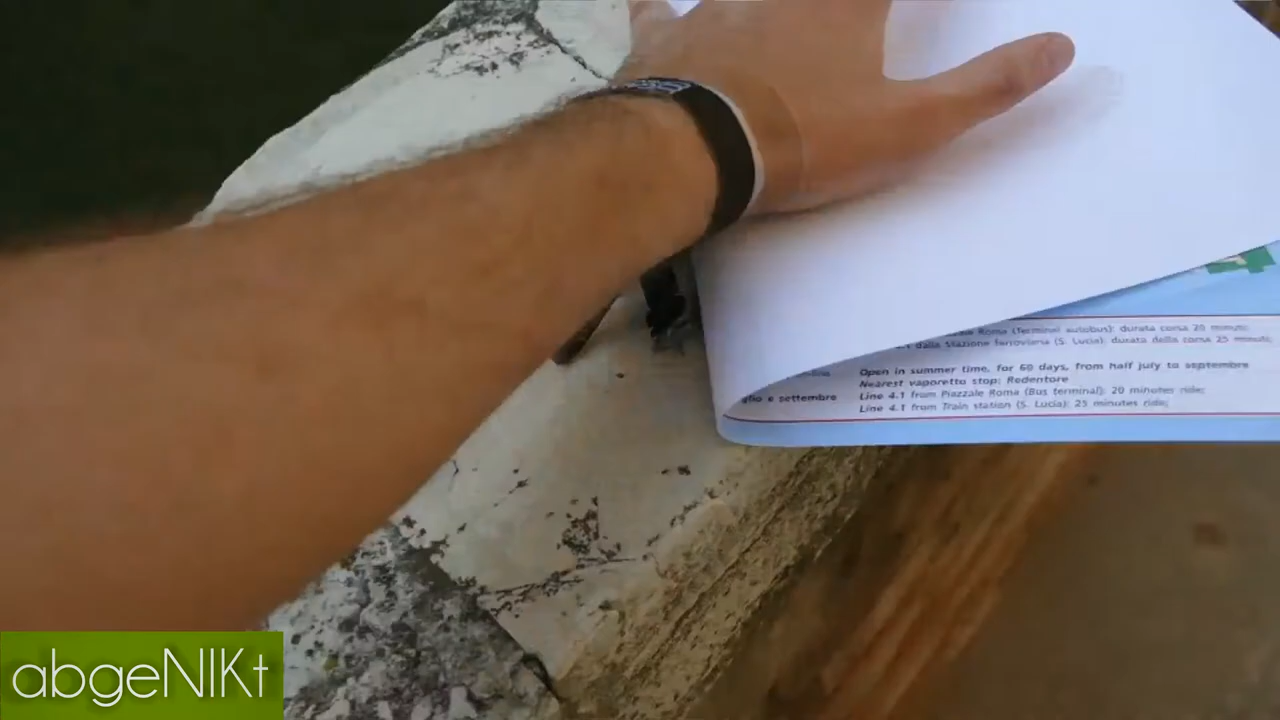 Roma (Terminal autobus): durata corsa 20 minuti;
dalla Stazione ferroviaria (S. Lucia): durata della corsa 25 minuti;
Open in summer time, for 60 days, from half july to septembre
Nearest vaporetto stop: Redentore
glio e settembre Line 4.1 from Piazzale Roma (Bus terminal): 20 minutes ride;
Line 4.1 from Train station (S. Lucia): 25 minutes ride;
abgeNIKt